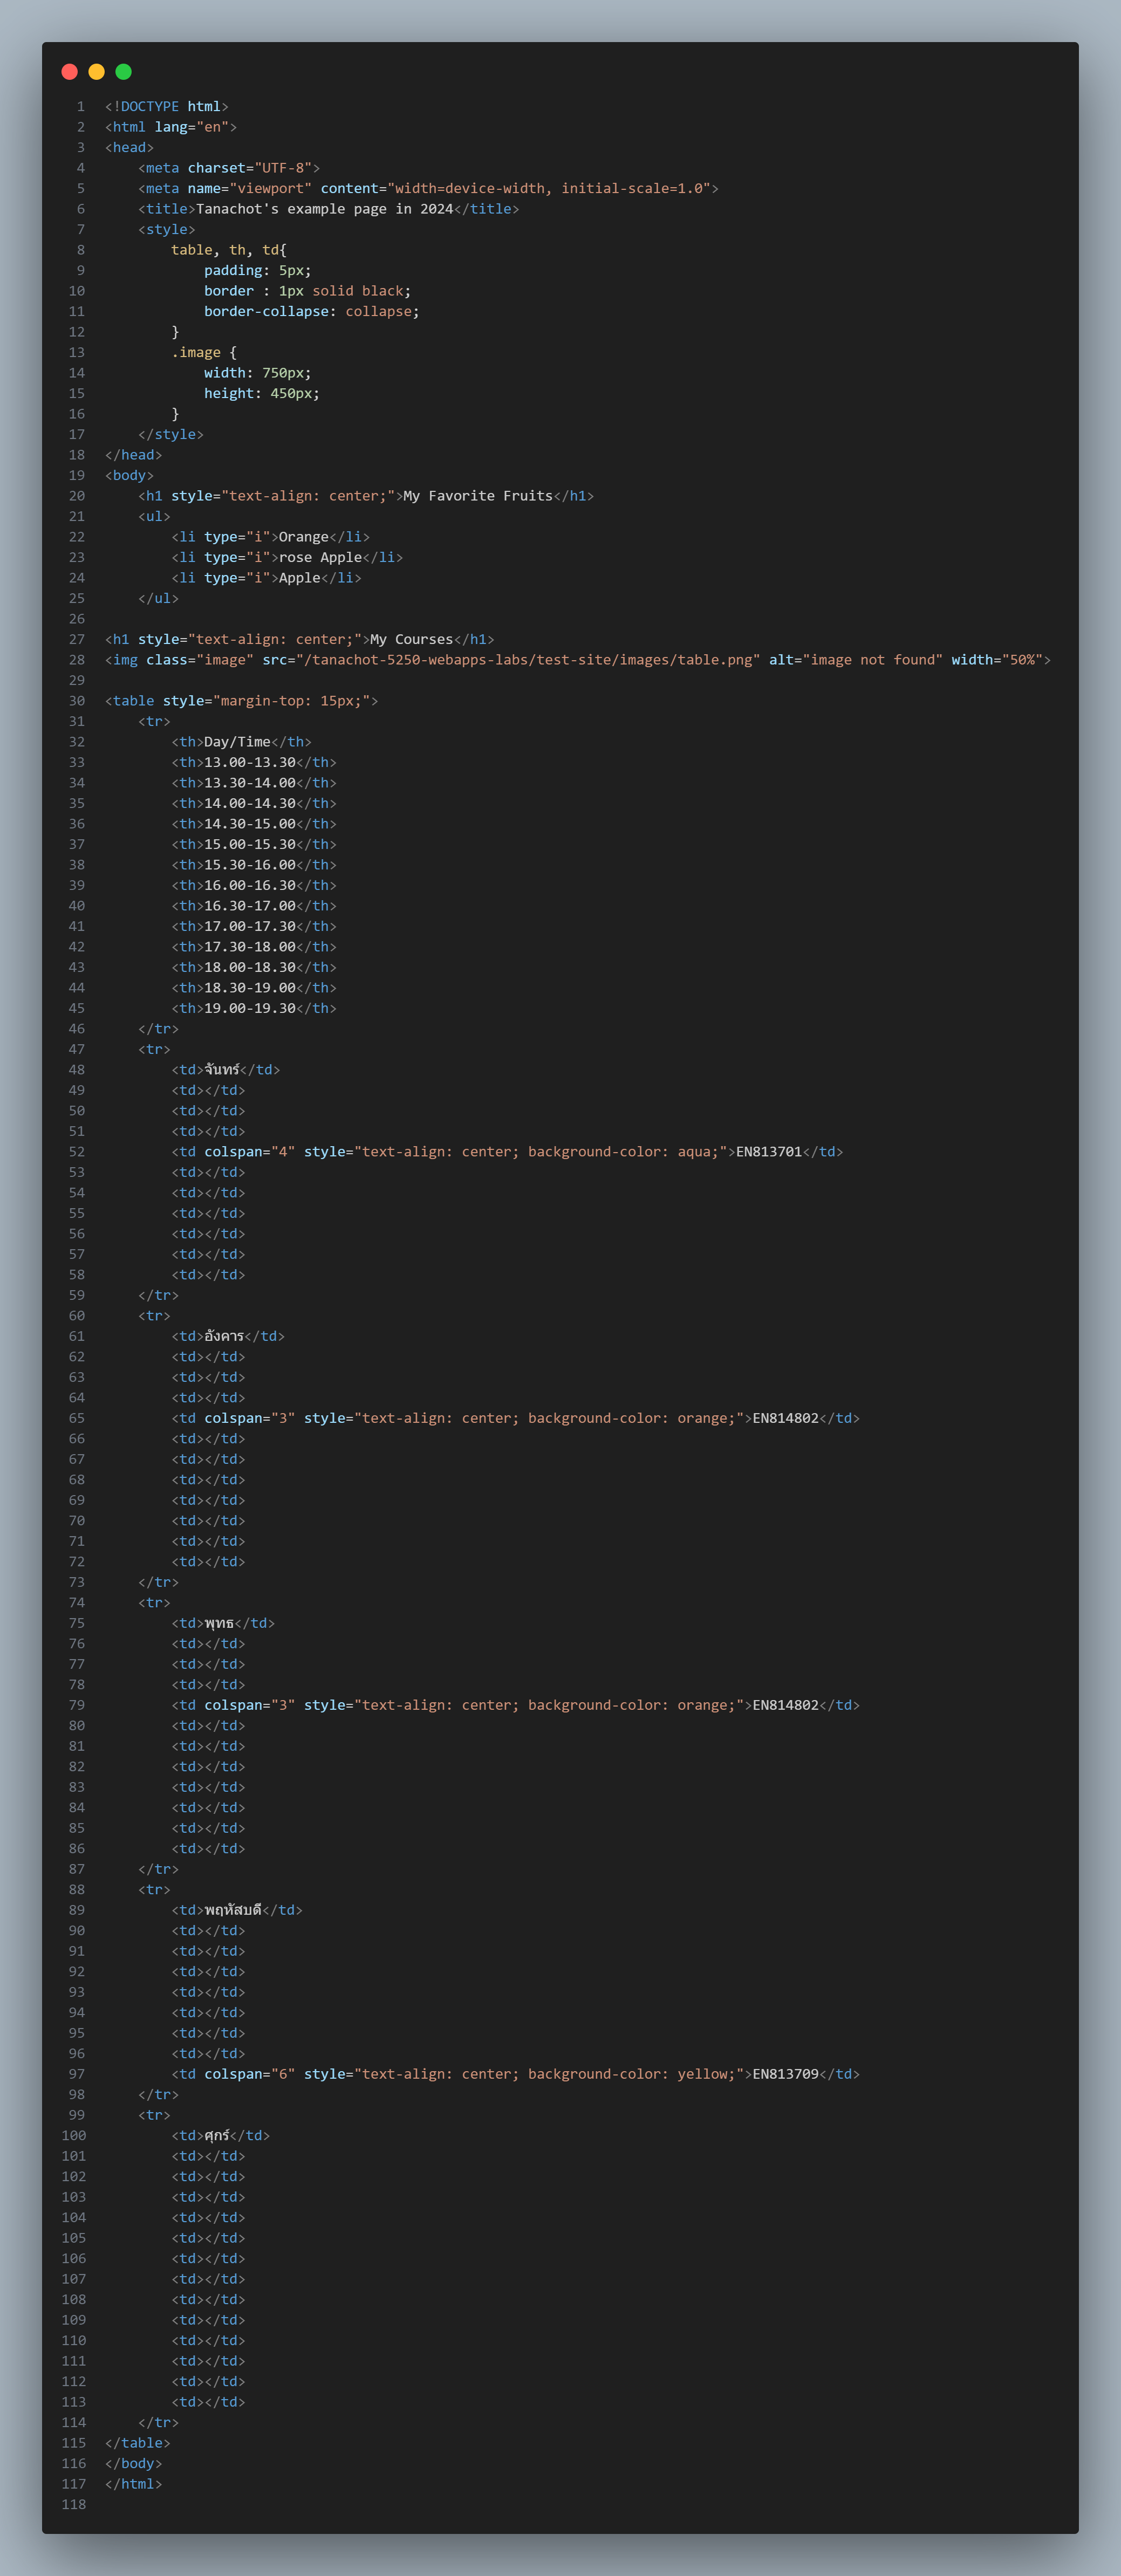 1 <!DOCTYPE html>
2 <html lang="en">
3 <head>
4     <meta charset="UTF-8">
5     <meta name="viewport" content="width=device-width, initial-scale=1.0">
6     <title>Tanachot's example page in 2024</title>
7     <style>
8         table, th, td{
9             padding: 5px;
10             border : 1px solid black;
11             border-collapse: collapse;
12         }
13         .image {
14             width: 750px;
15             height: 450px;
16         }
17     </style>
18 </head>
19 <body>
20     <h1 style="text-align: center;">My Favorite Fruits</h1>
21     <ul>
22         <li type="i">Orange</li>
23         <li type="i">rose Apple</li>
24         <li type="i">Apple</li>
25     </ul>
26
27 <h1 style="text-align: center;">My Courses</h1>
28 <img class="image" src="/tanachot-5250-webapps-labs/test-site/images/table.png" alt="image not found" width="50%">
29
30 <table style="margin-top: 15px;">
31     <tr>
32         <th>Day/Time</th>
33         <th>13.00-13.30</th>
34         <th>13.30-14.00</th>
35         <th>14.00-14.30</th>
36         <th>14.30-15.00</th>
37         <th>15.00-15.30</th>
38         <th>15.30-16.00</th>
39         <th>16.00-16.30</th>
40         <th>16.30-17.00</th>
41         <th>17.00-17.30</th>
42         <th>17.30-18.00</th>
43         <th>18.00-18.30</th>
44         <th>18.30-19.00</th>
45         <th>19.00-19.30</th>
46     </tr>
47     <tr>
48         <td>จันทร์</td>
49         <td></td>
50         <td></td>
51         <td></td>
52         <td colspan="4" style="text-align: center; background-color: aqua;">EN813701</td>
53         <td></td>
54         <td></td>
55         <td></td>
56         <td></td>
57         <td></td>
58         <td></td>
59     </tr>
60     <tr>
61         <td>อังคาร</td>
62         <td></td>
63         <td></td>
64         <td></td>
65         <td colspan="3" style="text-align: center; background-color: orange;">EN814802</td>
66         <td></td>
67         <td></td>
68         <td></td>
69         <td></td>
70         <td></td>
71         <td></td>
72         <td></td>
73     </tr>
74     <tr>
75         <td>พุทธ</td>
76         <td></td>
77         <td></td>
78         <td></td>
79         <td colspan="3" style="text-align: center; background-color: orange;">EN814802</td>
80         <td></td>
81         <td></td>
82         <td></td>
83         <td></td>
84         <td></td>
85         <td></td>
86         <td></td>
87     </tr>
88     <tr>
89         <td>พฤหัสบดี</td>
90         <td></td>
91         <td></td>
92         <td></td>
93         <td></td>
94         <td></td>
95         <td></td>
96         <td></td>
97         <td colspan="6" style="text-align: center; background-color: yellow;">EN813709</td>
98     </tr>
99     <tr>
100         <td>ศุกร์</td>
101         <td></td>
102         <td></td>
103         <td></td>
104         <td></td>
105         <td></td>
106         <td></td>
107         <td></td>
108         <td></td>
109         <td></td>
110         <td></td>
111         <td></td>
112         <td></td>
113         <td></td>
114     </tr>
115 </table>
116 </body>
117 </html>
118